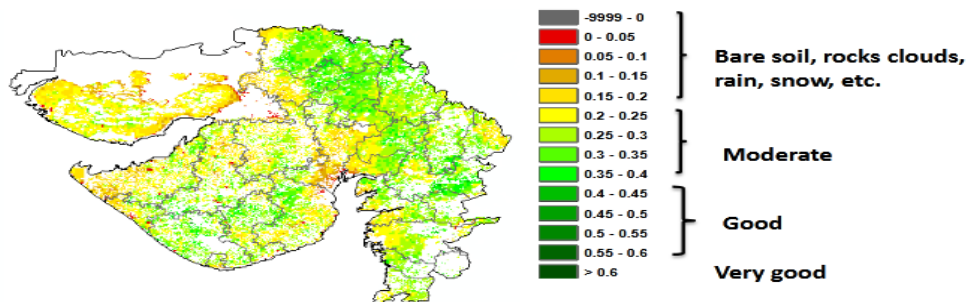 -9999 - 0
0 - 0.05
0.05 - 0.1
0.1 - 0.15
0.15 - 0.2
0.2 - 0.25
0.25 - 0.3
0.3 - 0.35
0.35 - 0.4
0.4 - 0.45
0.45 - 0.5
0.5 - 0.55
0.55 - 0.6
> 0.6
Bare soil, rocks clouds,
rain, snow, etc.
Moderate
Good
Very good